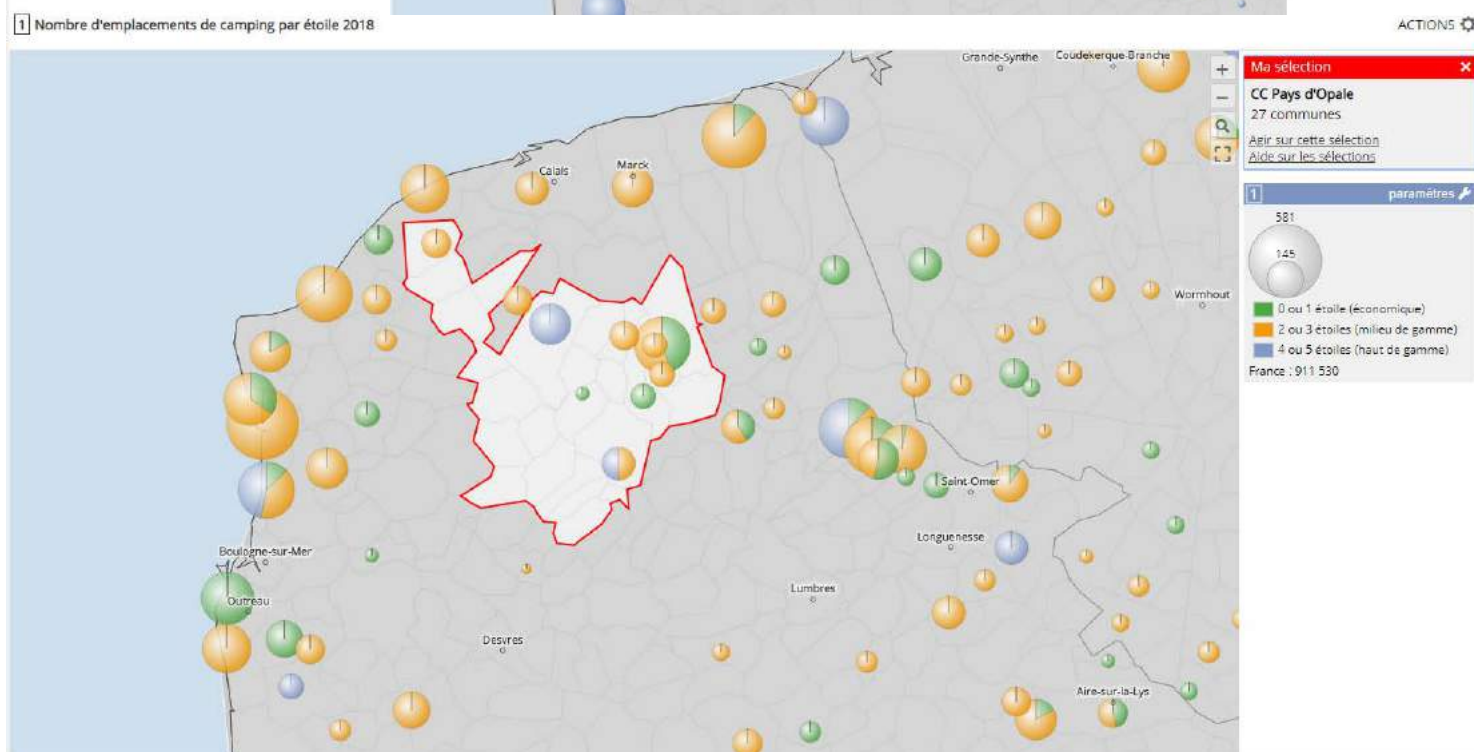 1 Nombre d'emplacements de camping par étoile 2018
ACTIONS
Grande-Synthe
Coudekerque-Branche
Calais
Marck
Wormhout
Saint-Omer
Longuenesse
Boulogne-sur-Mer
Outreau
Lumbres
Desvres
Aire-sur-la-Lys
+
−
Ma sélection ×
CC Pays d'Opale
27 communes
Agir sur cette sélection
Aide sur les sélections
1 paramètres
581
145
0 ou 1 étoile (économique)
2 ou 3 étoiles (milieu de gamme)
4 ou 5 étoiles (haut de gamme)
France : 911 530